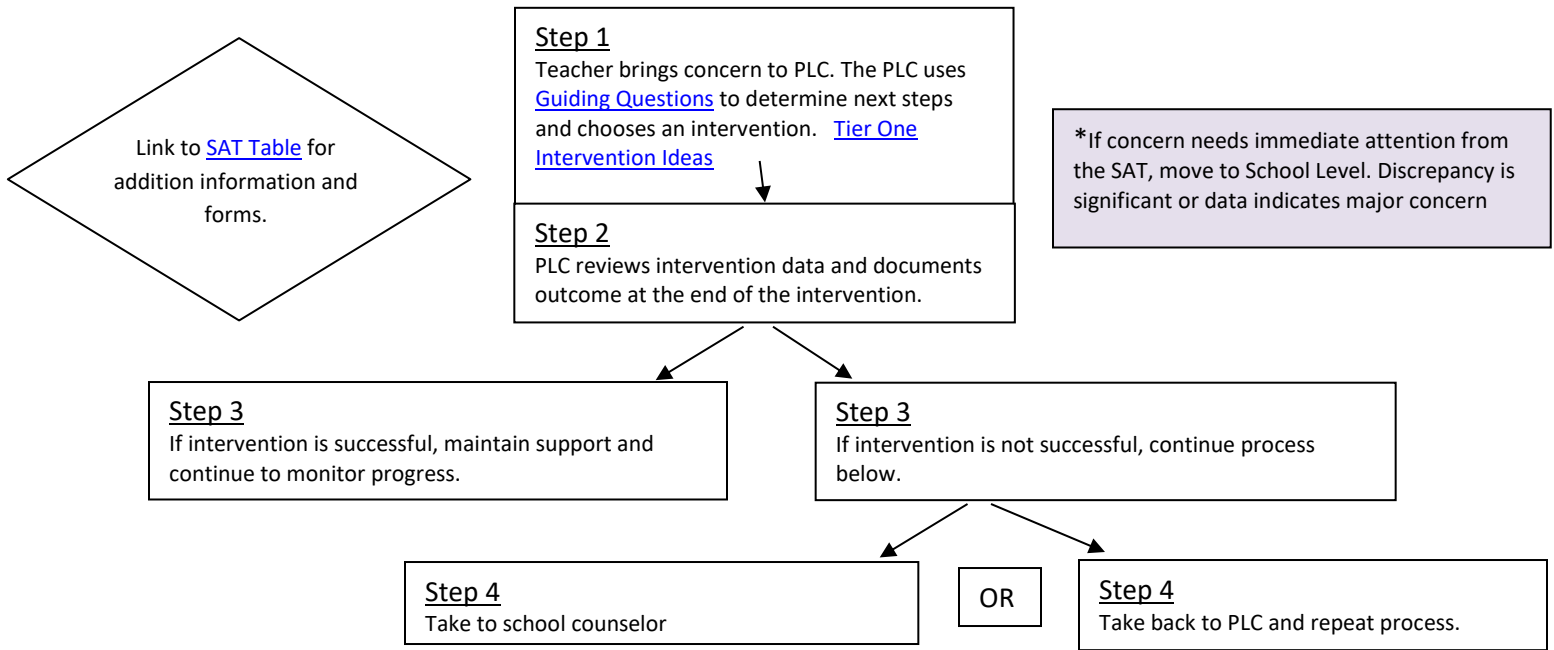 Step 1
Teacher brings concern to PLC. The PLC uses
Guiding Questions to determine next steps
and chooses an intervention. Tier One
Intervention Ideas
Link to SAT Table for
addition information and
forms.
*If concern needs immediate attention from
the SAT, move to School Level. Discrepancy is
significant or data indicates major concern
Step 2
PLC reviews intervention data and documents
outcome at the end of the intervention.
Step 3
If intervention is successful, maintain support and
continue to monitor progress.
Step 3
If intervention is not successful, continue process
below.
Step 4
Take to school counselor
OR
Step 4
Take back to PLC and repeat process.